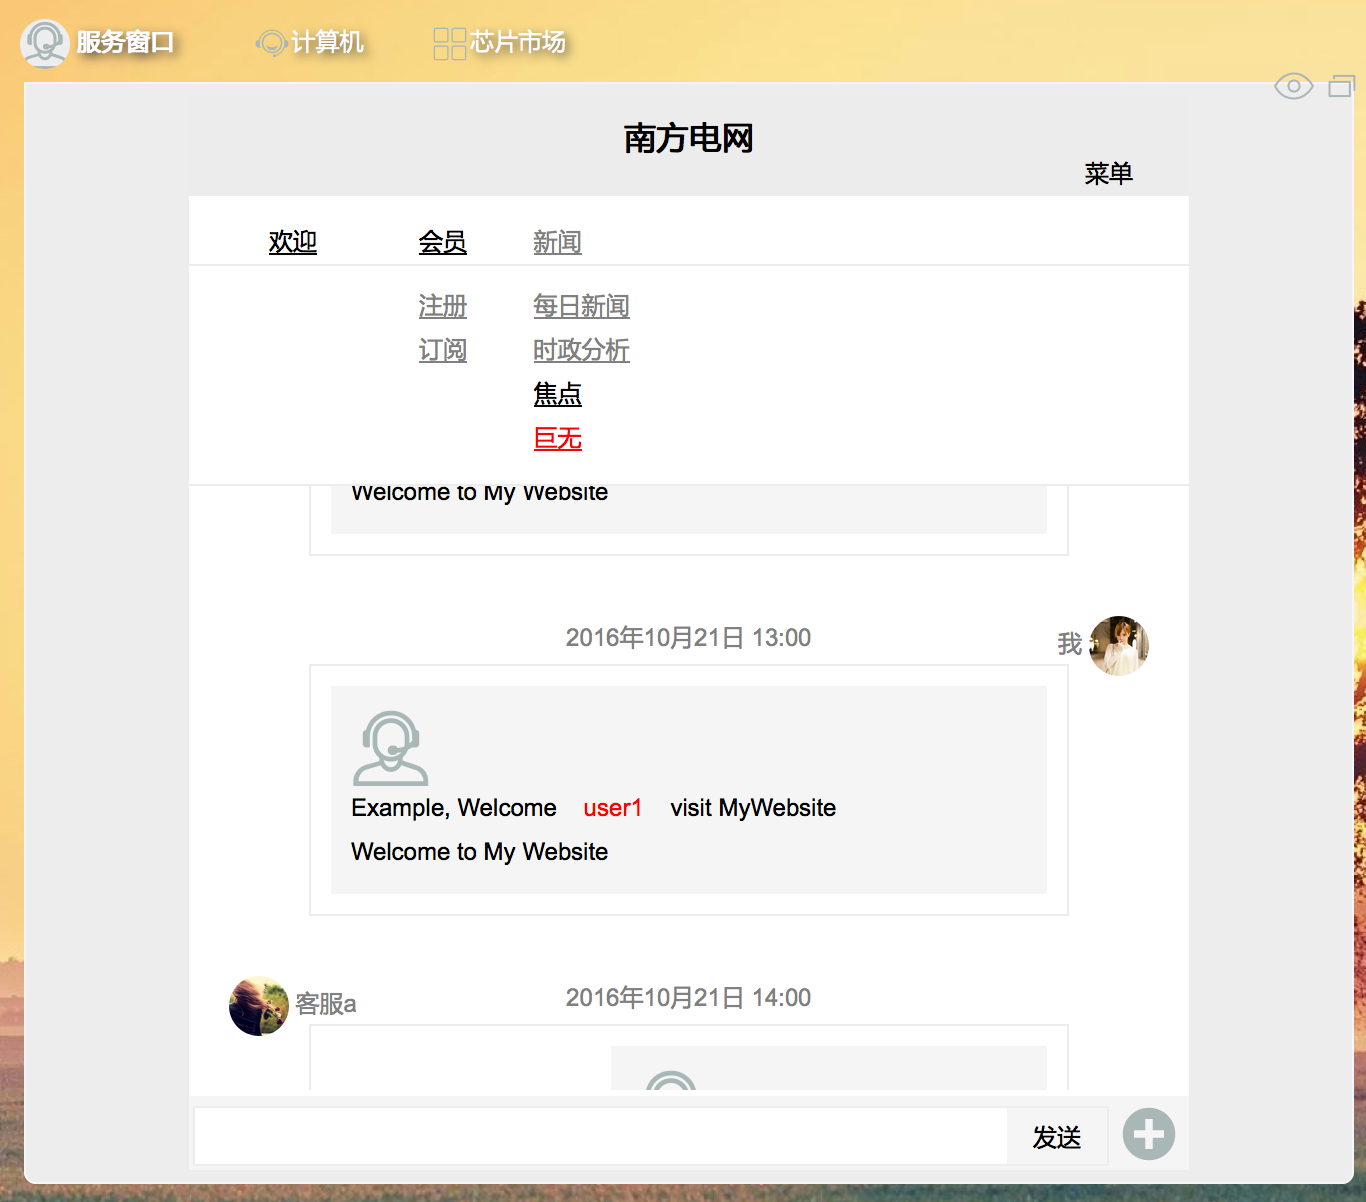 服务窗口 计算机 芯片市场
南方电网
菜单
欢迎 会员 新闻
注册 每日新闻
订阅 时政分析
焦点
巨无
Welcome to My Website
2016年10月21日 13:00 我
Example, Welcome user1 visit MyWebsite
Welcome to My Website
客服a 2016年10月21日 14:00
发送